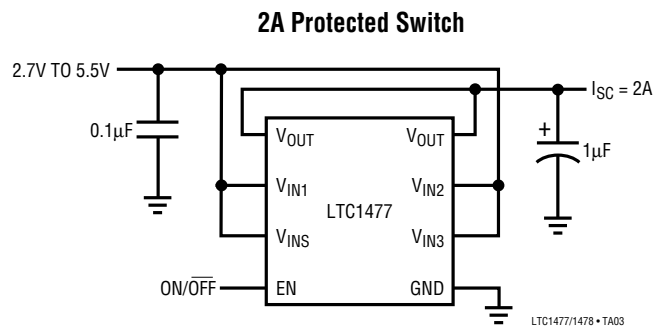 2A Protected Switch
2.7V TO 5.5V
I_SC = 2A
0.1µF
+
1µF
V_OUT V_OUT
V_IN1 V_IN2
LTC1477
V_INS V_IN3
ON/O̅F̅F̅ EN GND
LTC1477/1478 • TA03